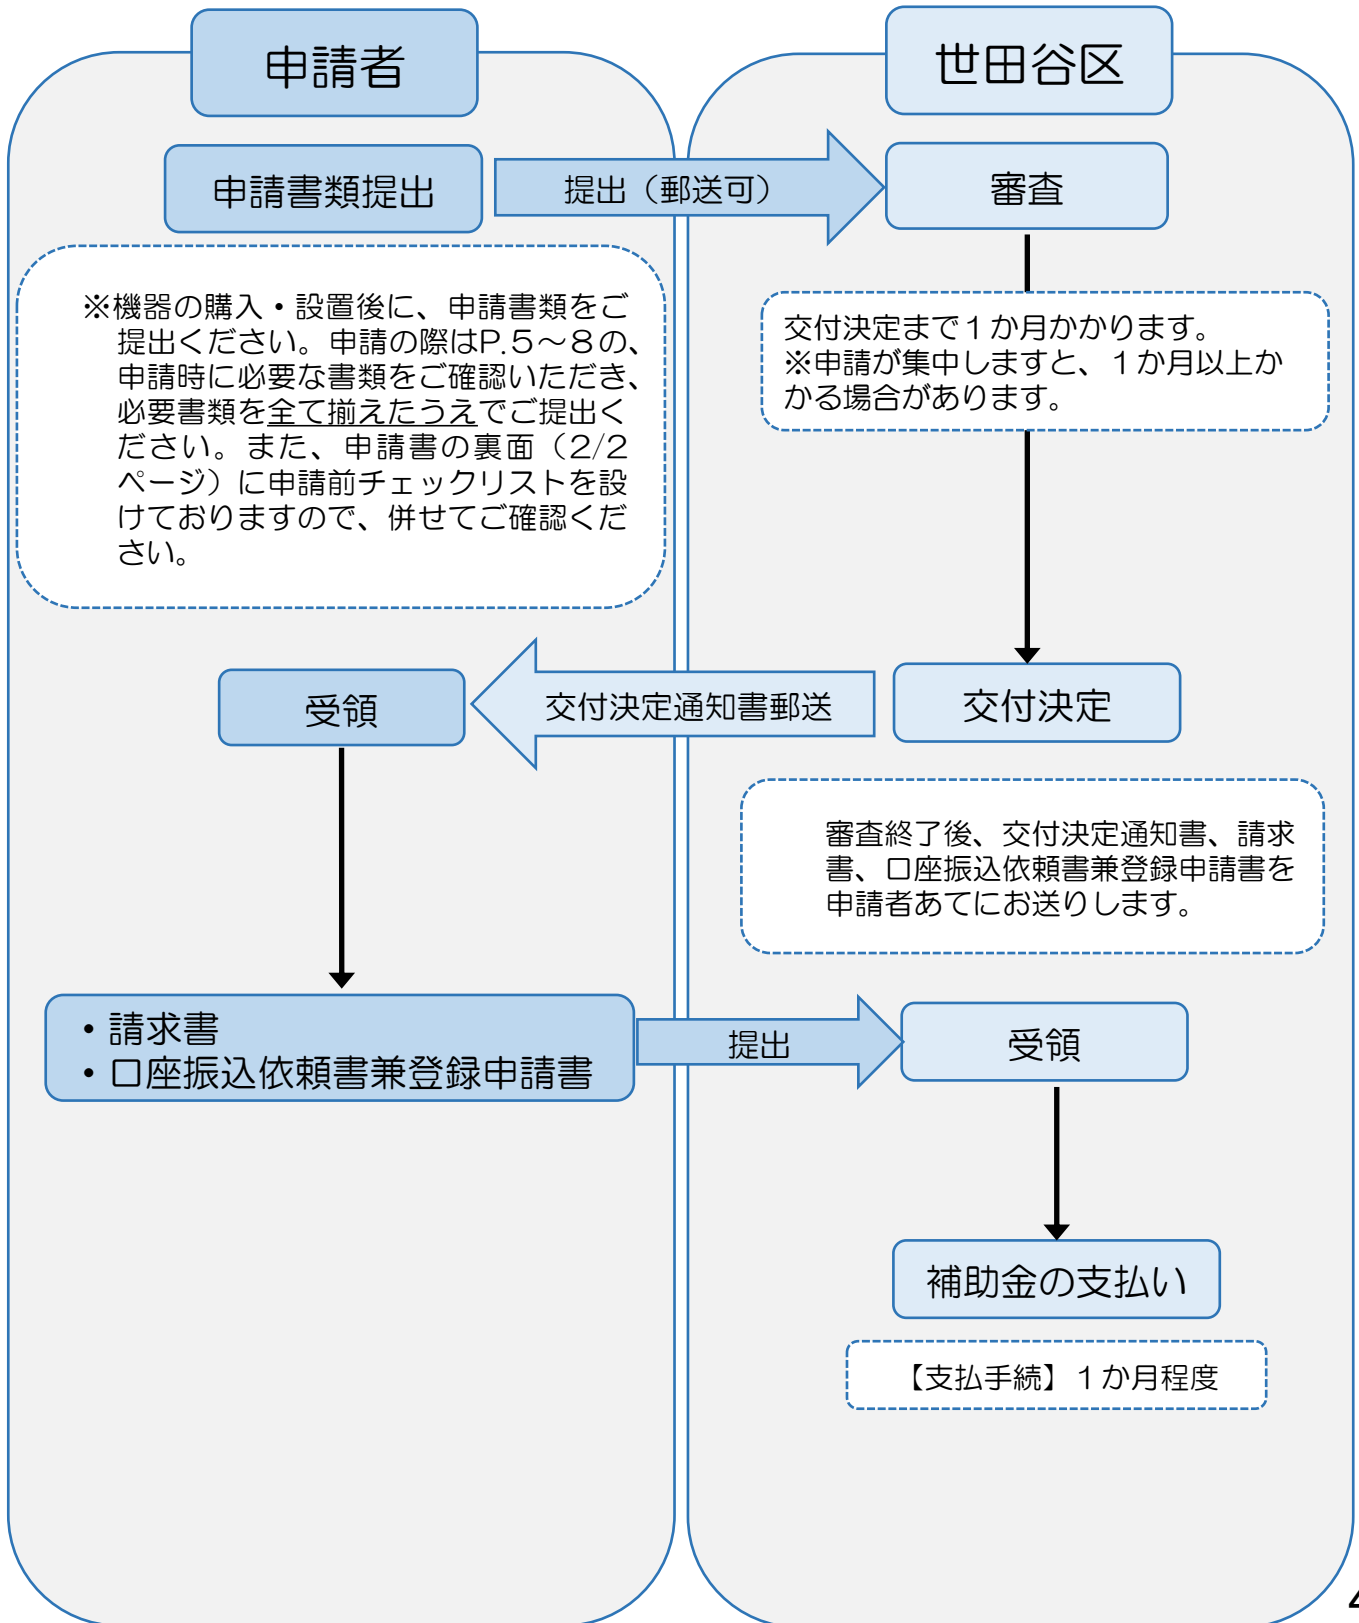 申請者
世田谷区
申請書類提出
提出（郵送可）
審査
※機器の購入・設置後に、申請書類をご
提出ください。申請の際はP.５～８の、
申請時に必要な書類をご確認いただき、
必要書類を全て揃えたうえでご提出く
ださい。また、申請書の裏面（2/2
ページ）に申請前チェックリストを設
けておりますので、併せてご確認くだ
さい。
交付決定まで１か月かかります。
※申請が集中しますと、１か月以上か
かる場合があります。
受領
交付決定通知書郵送
交付決定
審査終了後、交付決定通知書、請求
書、口座振込依頼書兼登録申請書を
申請者あてにお送りします。
・請求書
・口座振込依頼書兼登録申請書
提出
受領
補助金の支払い
【支払手続】１か月程度
4